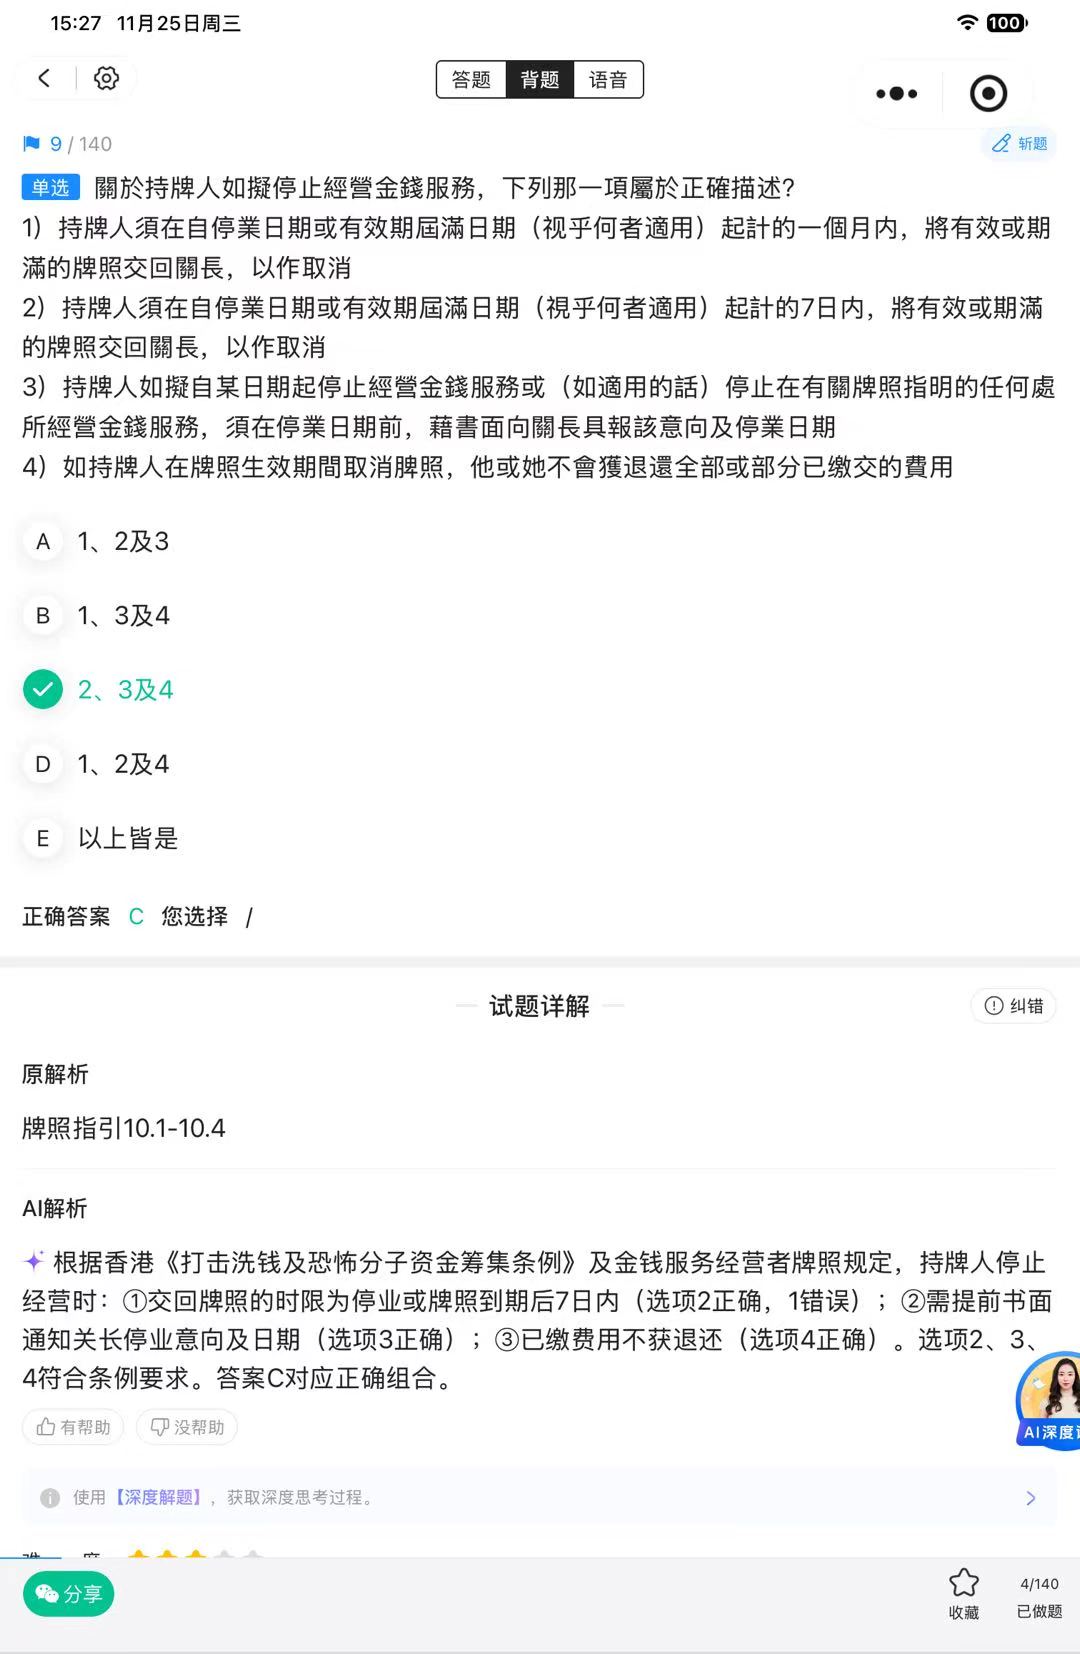 15:27 11月25日周三
100
答题 背题 语音
9 / 140
斩题
单选 關於持牌人如擬停止經營金錢服務，下列那一項屬於正確描述?
1）持牌人須在自停業日期或有效期屆滿日期（视乎何者適用）起計的一個月内，將有效或期
滿的牌照交回關長，以作取消
2）持牌人須在自停業日期或有效期屆滿日期（視乎何者適用）起計的7日内，將有效或期滿
的牌照交回關長，以作取消
3）持牌人如擬自某日期起停止經營金錢服務或（如適用的話）停止在有關牌照指明的任何處
所經營金錢服務，須在停業日期前，藉書面向關長具報該意向及停業日期
4）如持牌人在牌照生效期間取消脾照，他或她不會獲退還全部或部分已缴交的費用
A 1、2及3
B 1、3及4
2、3及4
D 1、2及4
E 以上皆是
正确答案 C 您选择 /
试题详解
纠错
原解析
牌照指引10.1-10.4
AI解析
根据香港《打击洗钱及恐怖分子资金筹集条例》及金钱服务经营者牌照规定，持牌人停止
经营时：①交回牌照的时限为停业或牌照到期后7日内（选项2正确，1错误）；②需提前书面
通知关长停业意向及日期（选项3正确）；③已缴费用不获退还（选项4正确）。选项2、3、
4符合条例要求。答案C对应正确组合。
有帮助 没帮助
AI深度
使用【深度解题】，获取深度思考过程。
分享
收藏
4/140
已做题